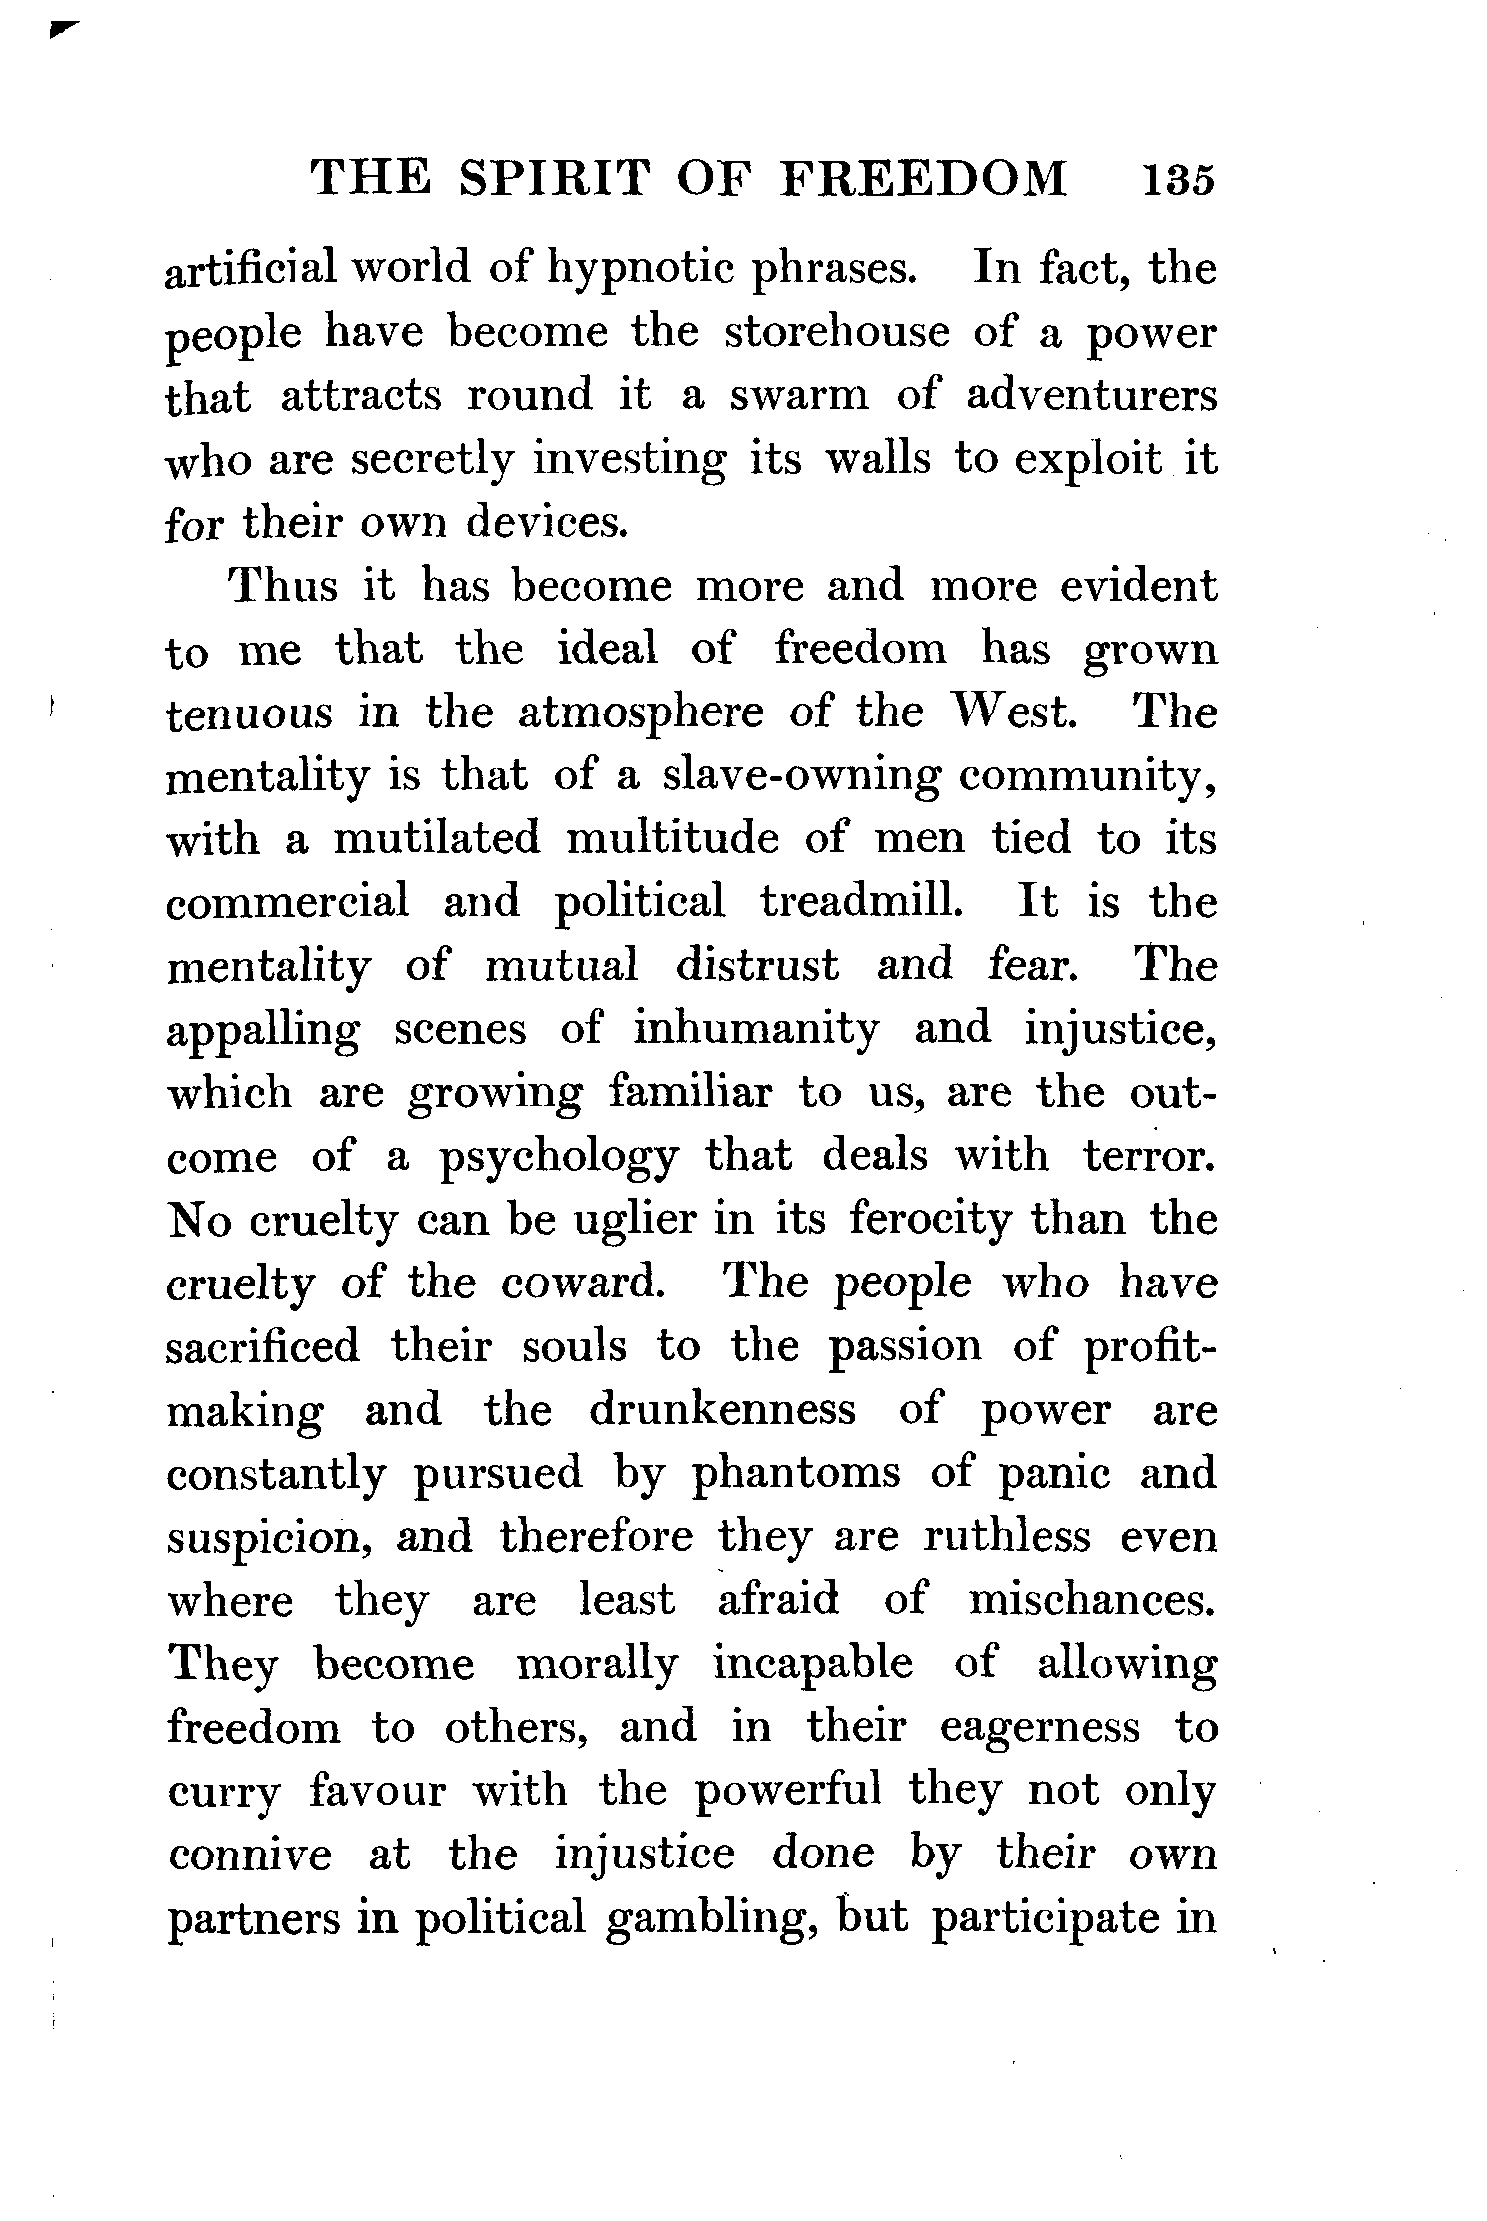 THE SPIRIT OF FREEDOM 135
artificial world of hypnotic phrases. In fact, the
people have become the storehouse of a power
that attracts round it a swarm of adventurers
who are secretly investing its walls to exploit it
for their own devices.
Thus it has become more and more evident
to me that the ideal of freedom has grown
tenuous in the atmosphere of the West. The
mentality is that of a slave-owning community,
with a mutilated multitude of men tied to its
commercial and political treadmill. It is the
mentality of mutual distrust and fear. The
appalling scenes of inhumanity and injustice,
which are growing familiar to us, are the out-
come of a psychology that deals with terror.
No cruelty can be uglier in its ferocity than the
cruelty of the coward. The people who have
sacrificed their souls to the passion of profit-
making and the drunkenness of power are
constantly pursued by phantoms of panic and
suspicion, and therefore they are ruthless even
where they are least afraid of mischances.
They become morally incapable of allowing
freedom to others, and in their eagerness to
curry favour with the powerful they not only
connive at the injustice done by their own
partners in political gambling, but participate in